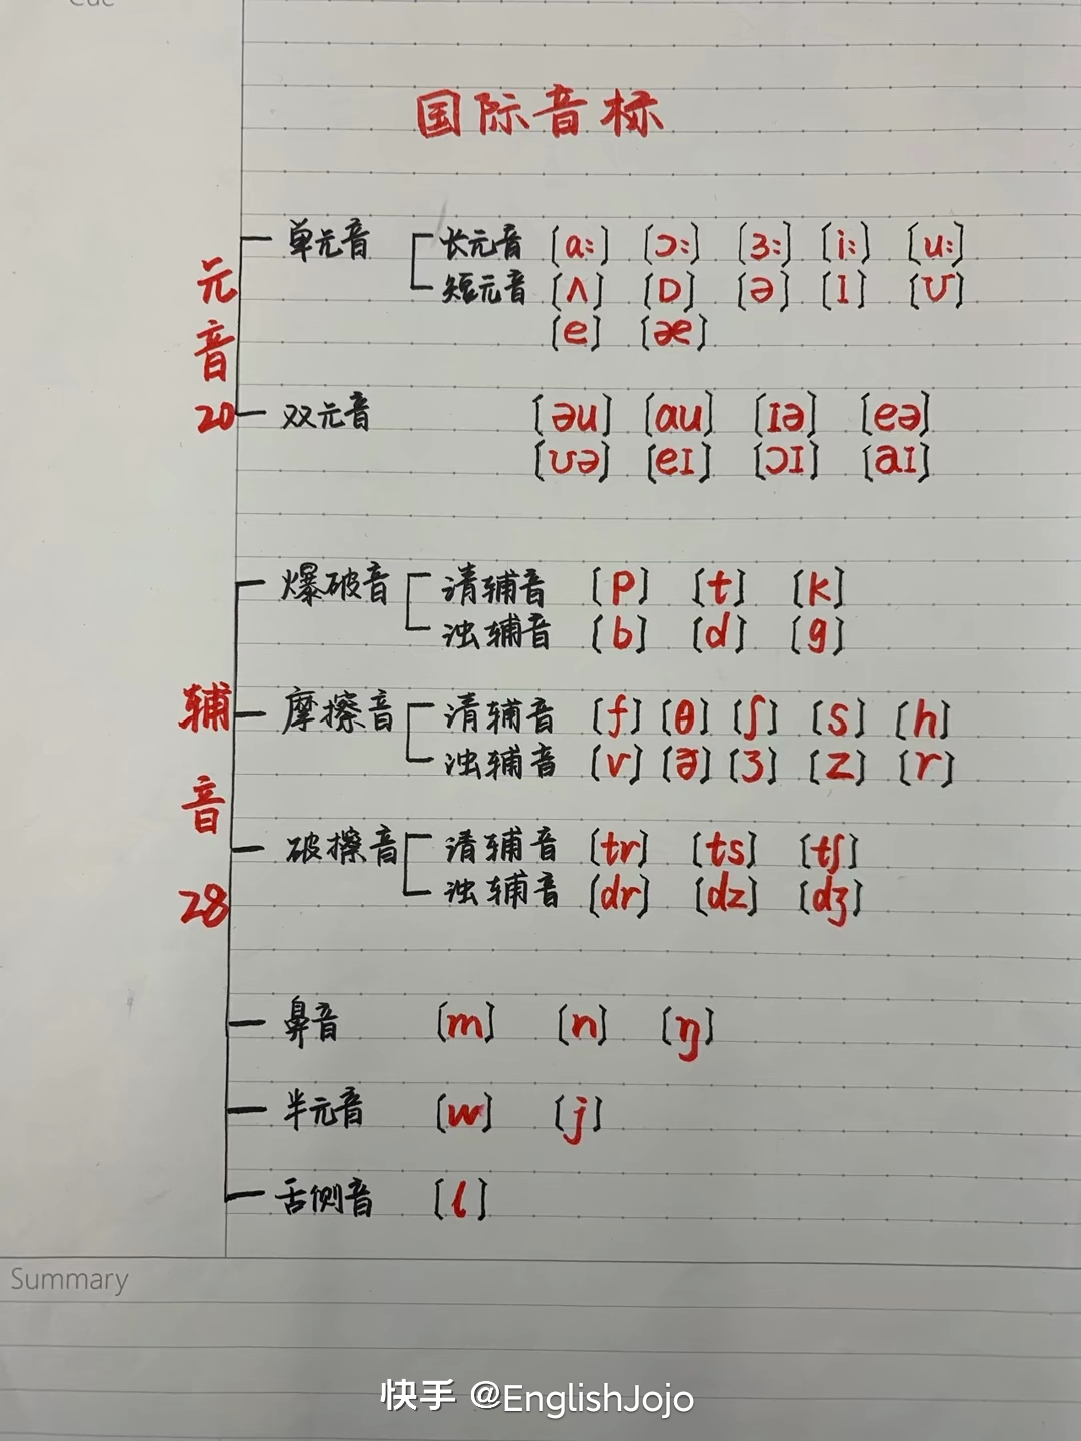 Cue
国际音标
元音 20
单元音 长元音 [a:] [ɔ:] [3:] [i:] [u:]
短元音 [ʌ] [ɒ] [ə] [ɪ] [ʊ]
[e] [æ]
双元音 [əu] [au] [ɪə] [eə]
[ʊə] [eɪ] [ɔɪ] [aɪ]
辅音 28
爆破音 清辅音 [p] [t] [k]
浊辅音 [b] [d] [g]
摩擦音 清辅音 [f] [θ] [ʃ] [s] [h]
浊辅音 [v] [ð] [ʒ] [z] [r]
破擦音 清辅音 [tr] [ts] [tʃ]
浊辅音 [dr] [dz] [dʒ]
鼻音 [m] [n] [ŋ]
半元音 [w] [j]
舌侧音 [l]
Summary
快手 @EnglishJojo